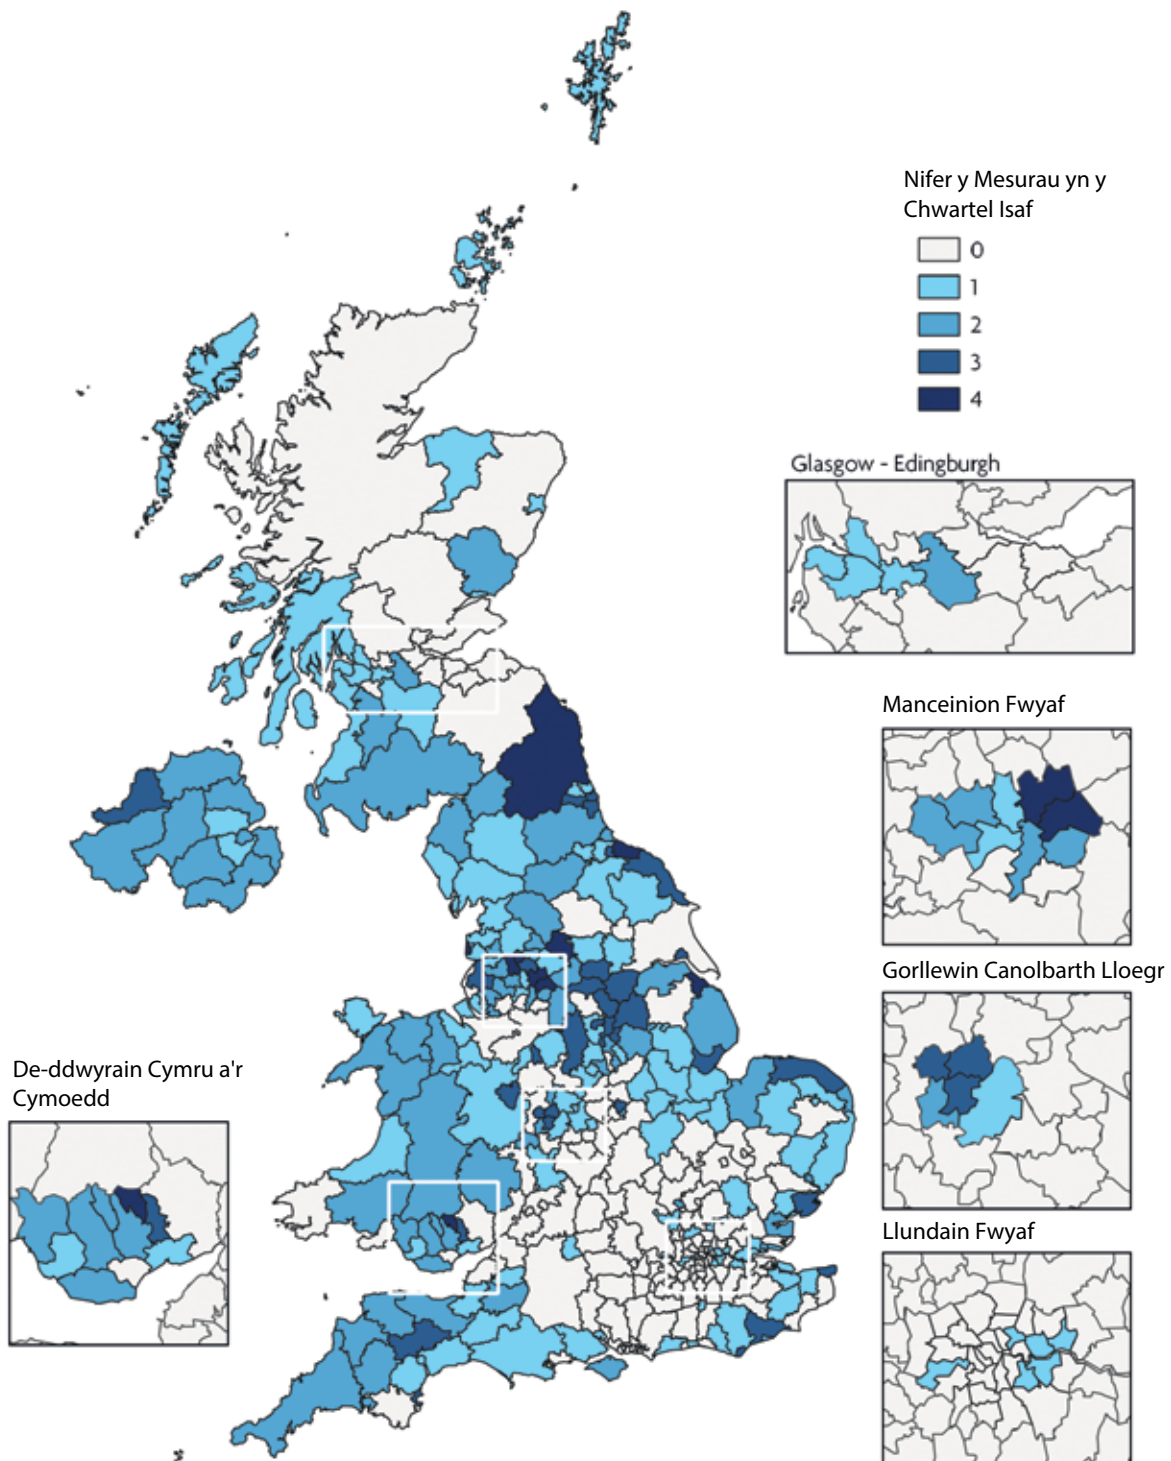 Nifer y Mesurau yn y
Chwartel Isaf
0
1
2
3
4
Glasgow - Edingburgh
Manceinion Fwyaf
Gorllewin Canolbarth Lloegr
De-ddwyrain Cymru a'r
Cymoedd
Llundain Fwyaf